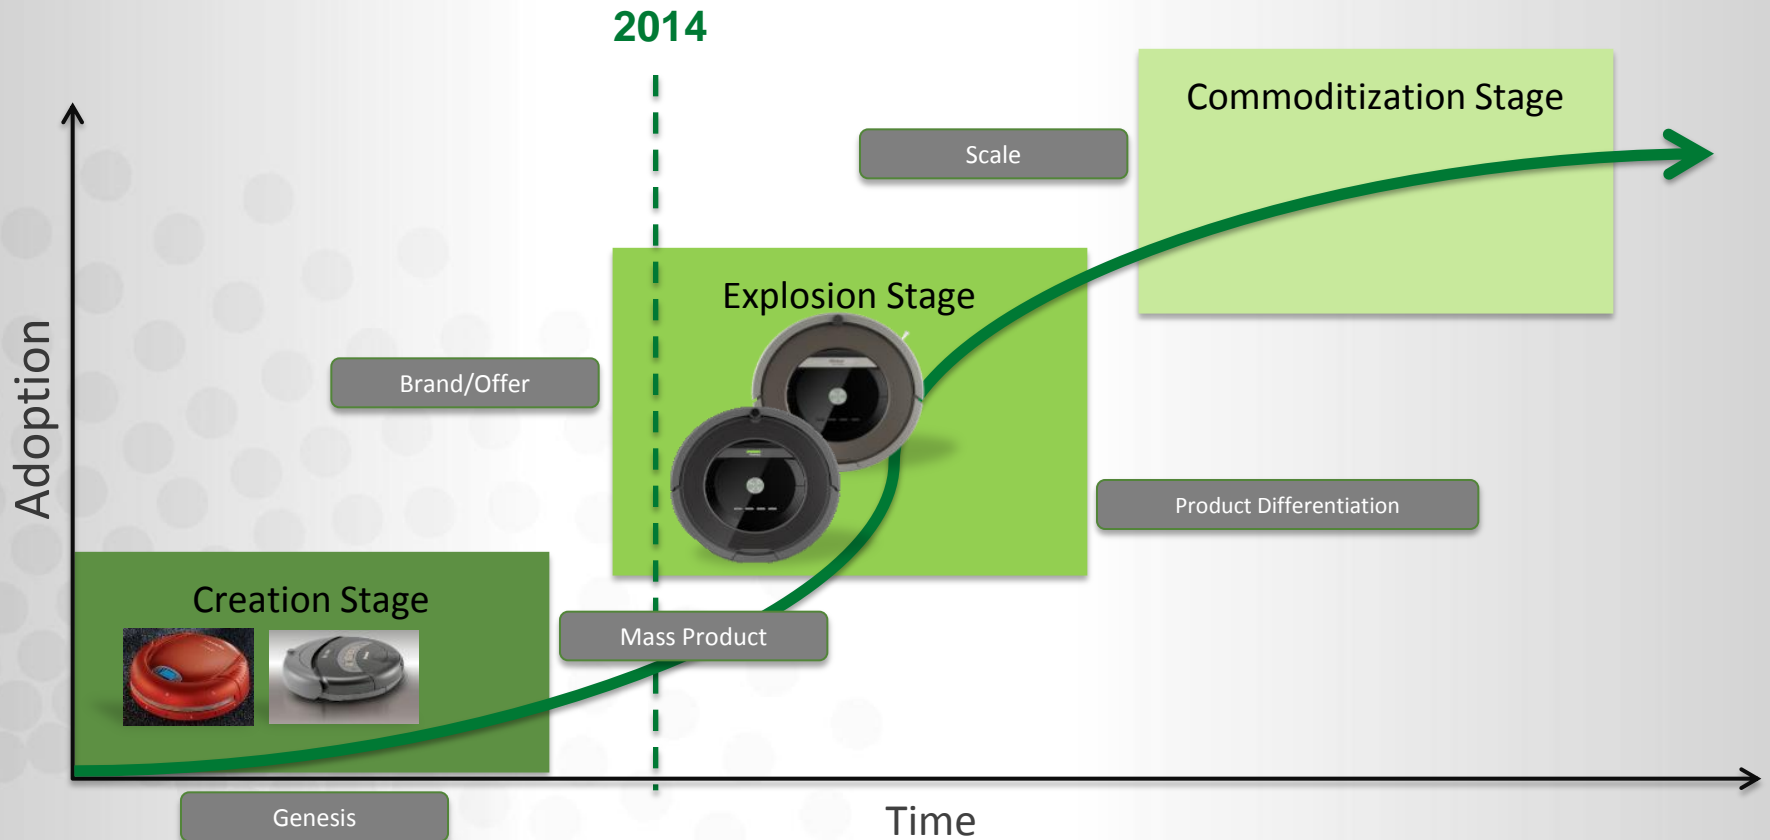 2014
Commoditization Stage
Scale
Explosion Stage
Brand/Offer
Adoption
Product Differentiation
Creation Stage
Mass Product
Genesis
Time